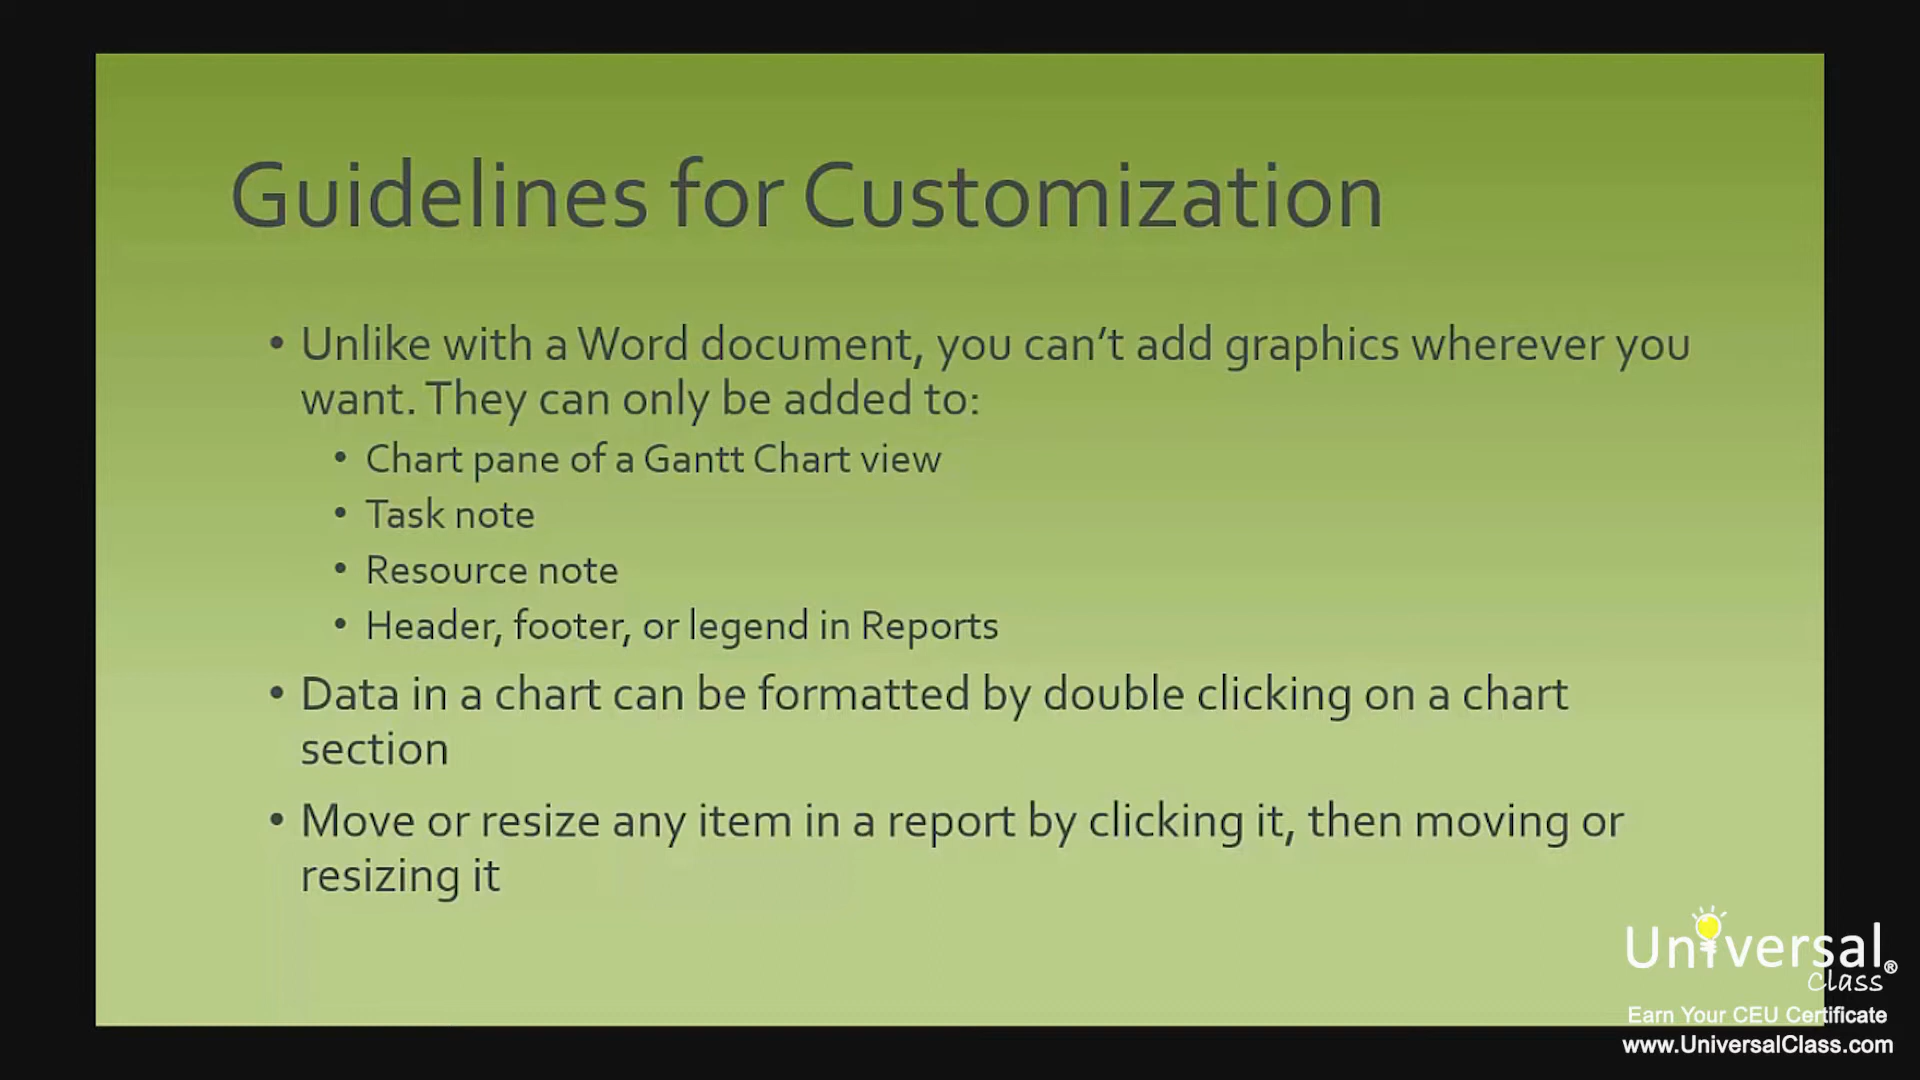 Guidelines for Customization
• Unlike with a Word document, you can’t add graphics wherever you
want. They can only be added to:
• Chart pane of a Gantt Chart view
• Task note
• Resource note
• Header, footer, or legend in Reports
• Data in a chart can be formatted by double clicking on a chart
section
• Move or resize any item in a report by clicking it, then moving or
resizing it
Universal®
Class
Earn Your CEU Certificate
www.UniversalClass.com